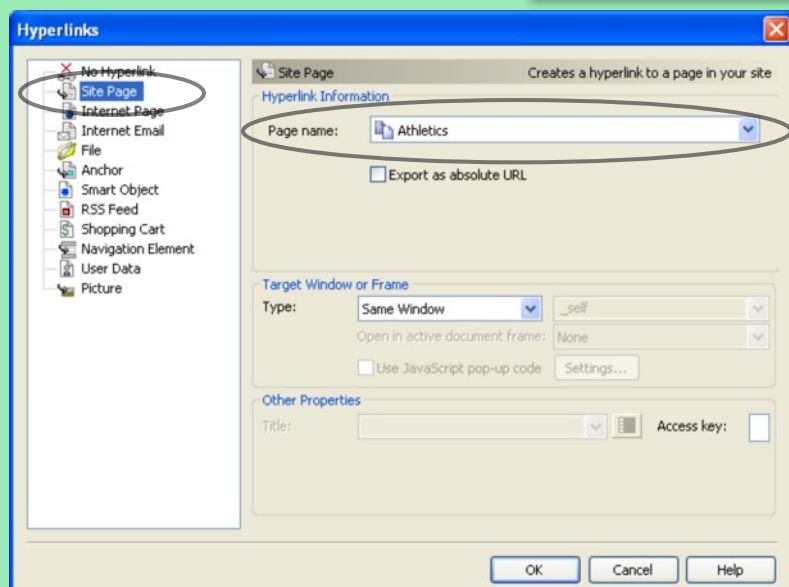 Hyperlinks
No Hyperlink
Site Page
Internet Page
Internet Email
File
Anchor
Smart Object
RSS Feed
Shopping Cart
Navigation Element
User Data
Picture
Site Page Creates a hyperlink to a page in your site
Hyperlink Information
Page name: Athletics
Export as absolute URL
Target Window or Frame
Type: Same Window _self
Open in active document frame: None
Use JavaScript pop-up code Settings...
Other Properties
Title: Access key:
OK Cancel Help